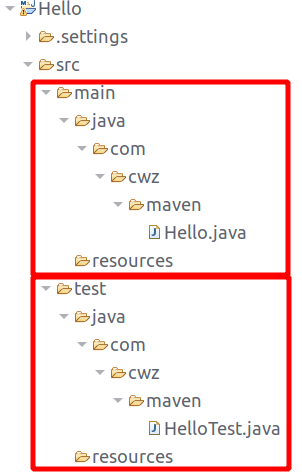 Hello
.settings
src
main
java
com
cwz
maven
Hello.java
resources
test
java
com
cwz
maven
HelloTest.java
resources